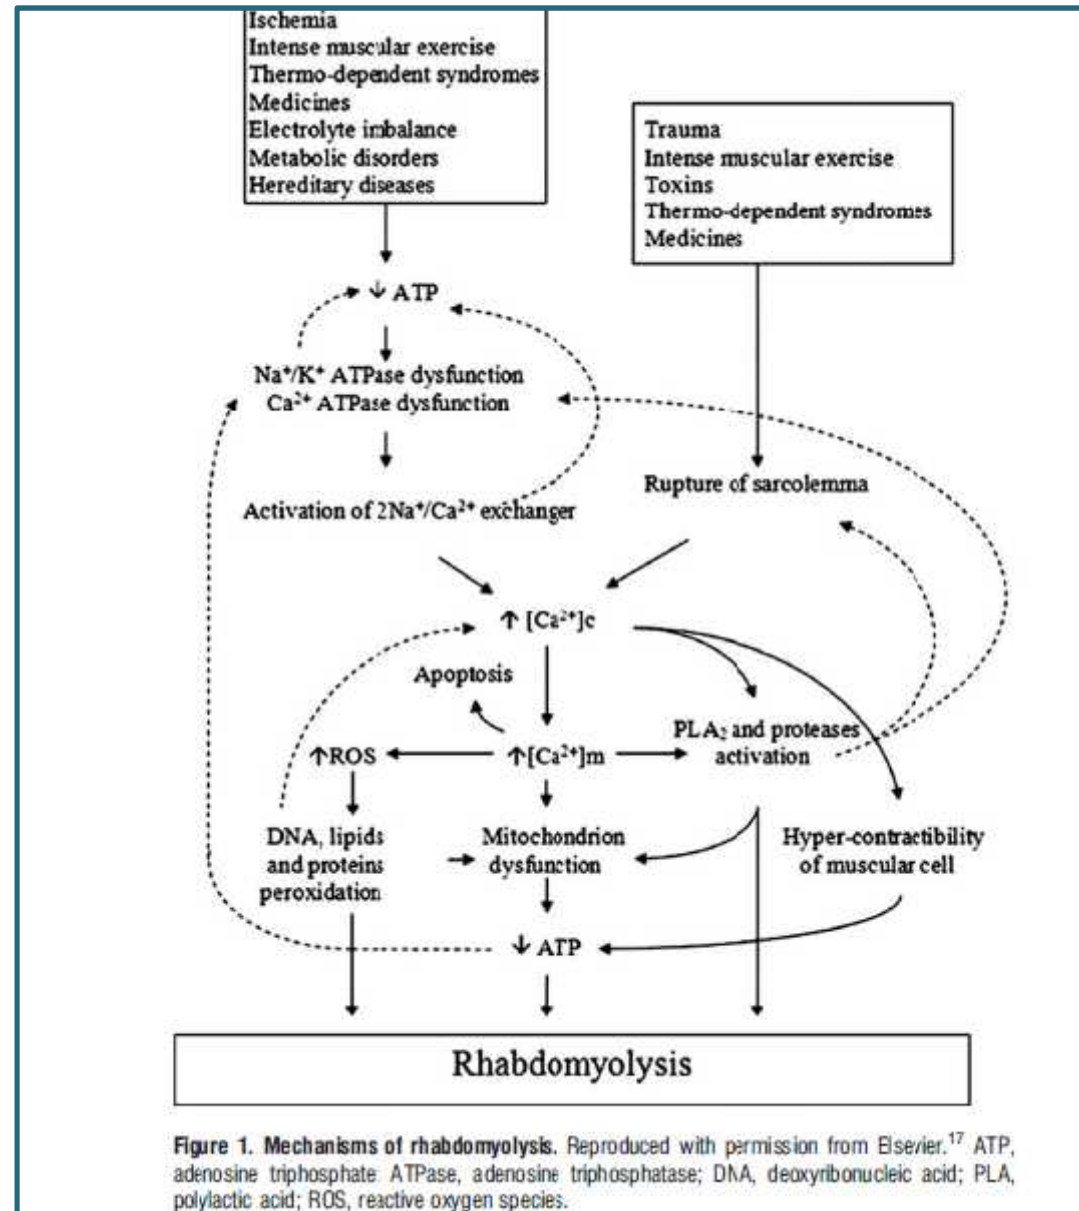 Ischemia
Intense muscular exercise
Thermo-dependent syndromes
Medicines
Electrolyte imbalance
Metabolic disorders
Hereditary diseases
Trauma
Intense muscular exercise
Toxins
Thermo-dependent syndromes
Medicines
↓ ATP
Na⁺/K⁺ ATPase dysfunction
Ca²⁺ ATPase dysfunction
Activation of 2Na⁺/Ca²⁺ exchanger
Rupture of sarcolemma
↑ [Ca²⁺]c
Apoptosis
↑ROS
↑[Ca²⁺]m
PLA₂ and proteases
activation
DNA, lipids
and proteins
peroxidation
Mitochondrion
dysfunction
Hyper-contractibility
of muscular cell
↓ ATP
Rhabdomyolysis
Figure 1. Mechanisms of rhabdomyolysis. Reproduced with permission from Elsevier.¹⁷ ATP,
adenosine triphosphate ATPase, adenosine triphosphatase; DNA, deoxyribonucleic acid; PLA,
polylactic acid; ROS, reactive oxygen species.